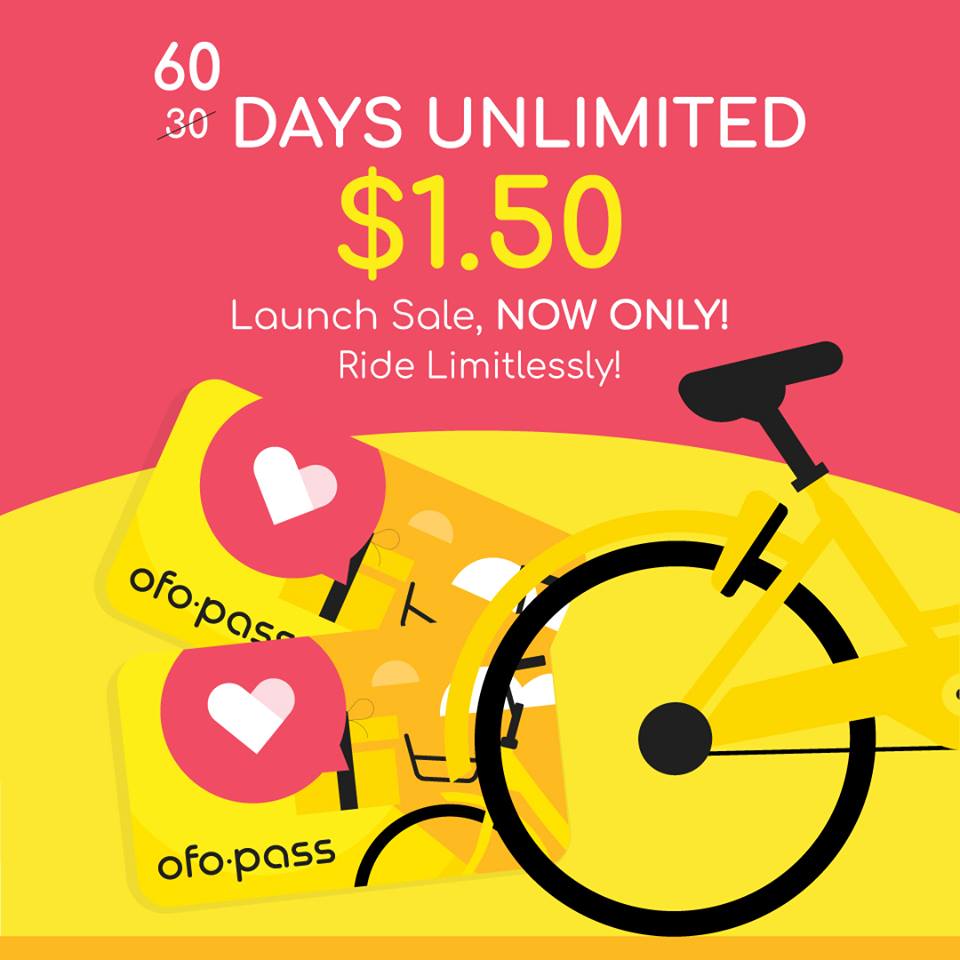 60
30 DAYS UNLIMITED
$1.50
Launch Sale, NOW ONLY!
Ride Limitlessly!
ofo·pass
ofo·pass